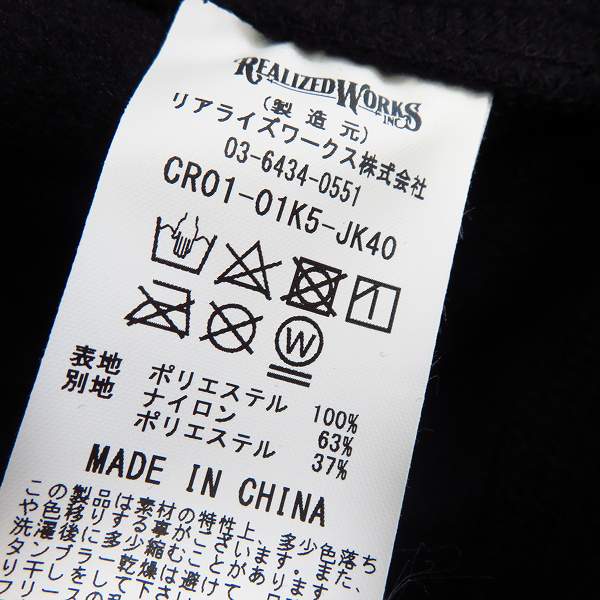 REALIZED WORKS INC.
(製造元)
リアライズワークス株式会社
03-6434-0551
CR01-01K5-JK40
W
表地 ポリエステル 100%
別地 ナイロン 63%
ポリエステル 37%
MADE IN CHINA
この製品は素材の特性上、多少色落ち
や色移りする事がございます。また、
洗濯後に多少縮むことがあります
タンブラー乾燥は避けて
り干しをして下さい
フリースの